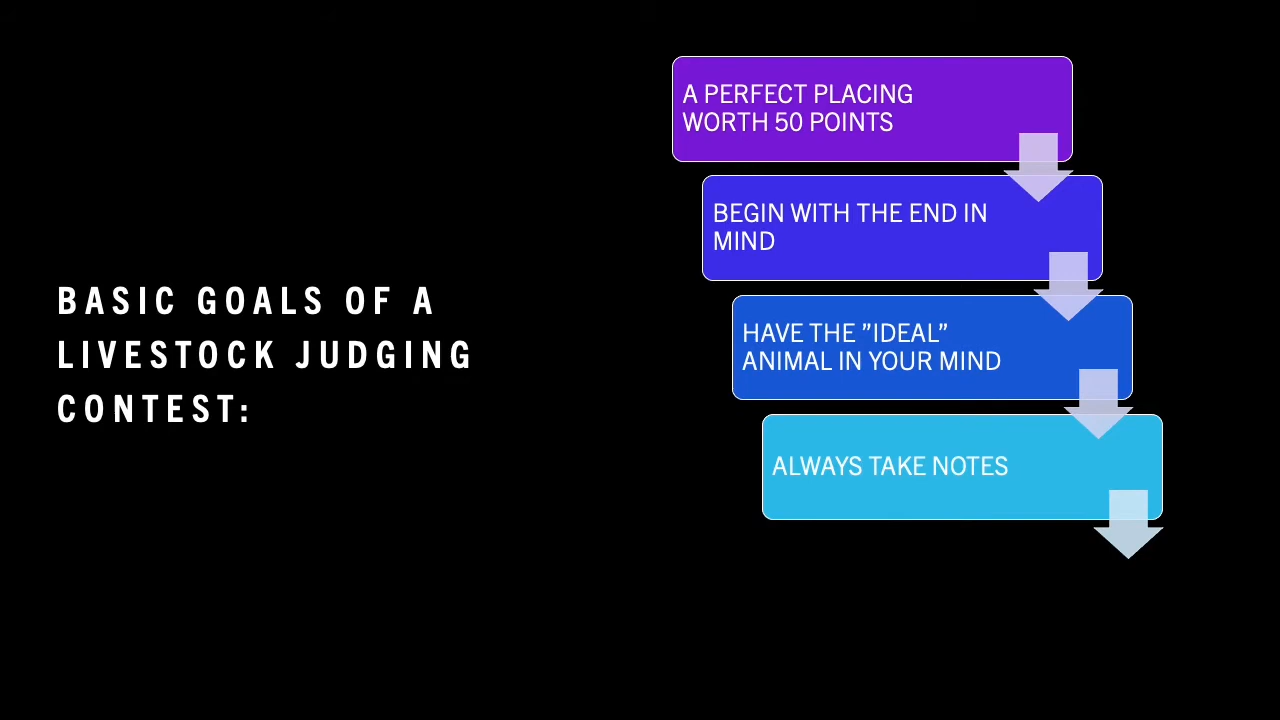 BASIC GOALS OF A
LIVESTOCK JUDGING
CONTEST:
A PERFECT PLACING
WORTH 50 POINTS
BEGIN WITH THE END IN
MIND
HAVE THE ”IDEAL”
ANIMAL IN YOUR MIND
ALWAYS TAKE NOTES